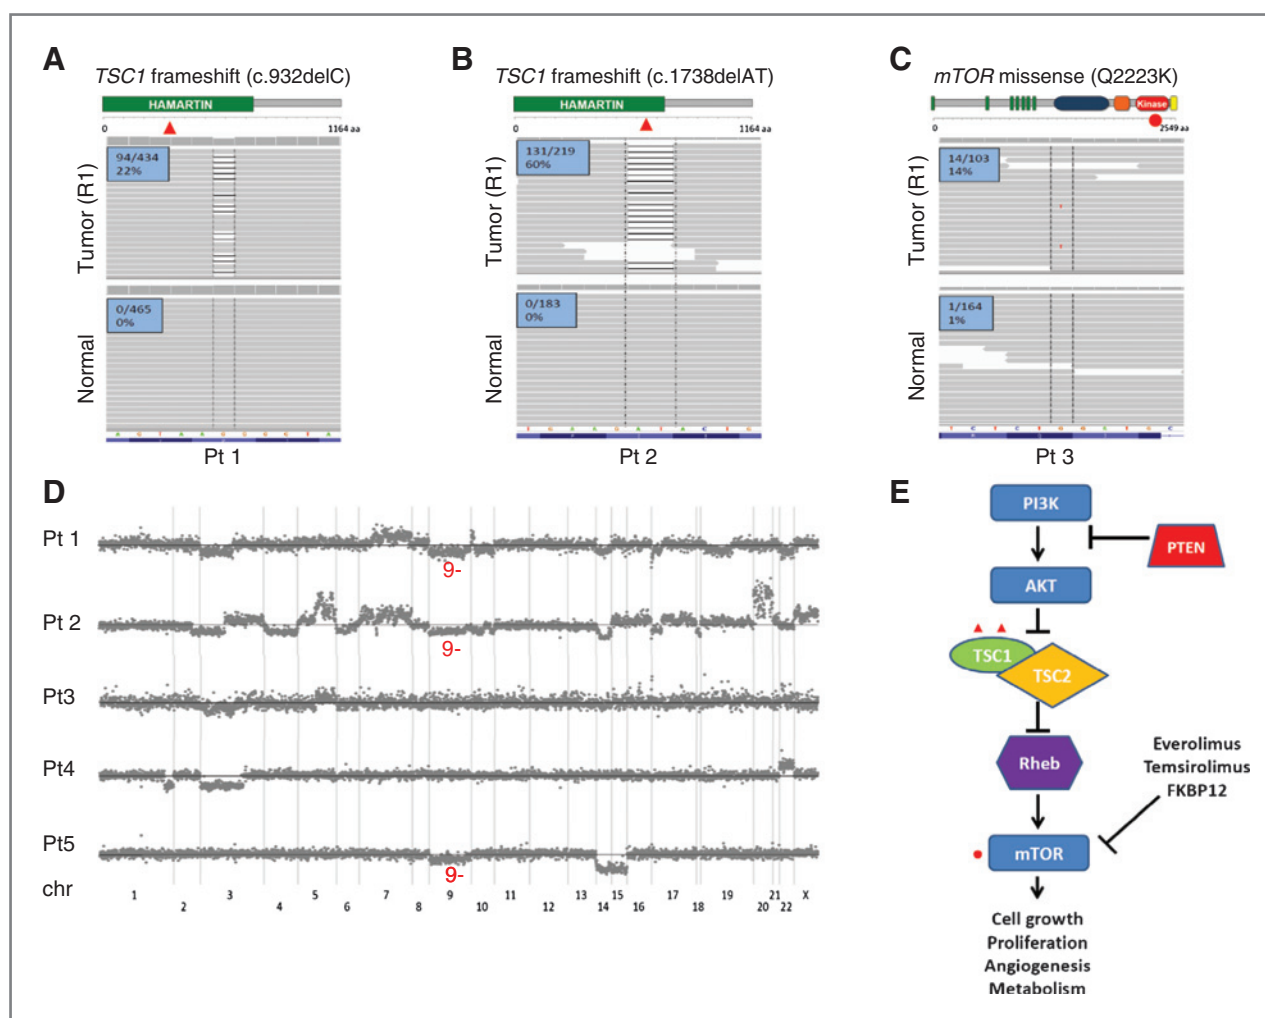 A
TSC1 frameshift (c.932delC)
HAMARTIN
0
1164 aa
94/434
22%
Tumor (R1)
0/465
0%
Normal
Pt 1
B
TSC1 frameshift (c.1738delAT)
HAMARTIN
0
1164 aa
131/219
60%
Tumor (R1)
0/183
0%
Normal
Pt 2
C
mTOR missense (Q2223K)
Kinase
0
2549 aa
14/103
14%
Tumor (R1)
1/164
1%
Normal
Pt 3
D
Pt 1
9-
Pt 2
9-
Pt3
Pt4
Pt5
9-
chr
1 2 3 4 5 6 7 8 9 10 11 12 13 14 15 16 17 18 19 20 21 22 X
E
PI3K
PTEN
AKT
TSC1
TSC2
Rheb
Everolimus
Temsirolimus
FKBP12
mTOR
Cell growth
Proliferation
Angiogenesis
Metabolism